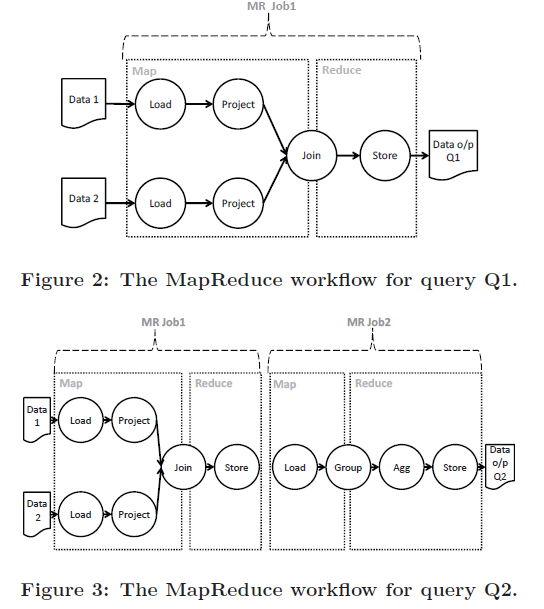 MR Job1
Map
Reduce
Data 1
Load
Project
Join
Store
Data o/p
Q1
Data 2
Load
Project
Figure 2: The MapReduce workflow for query Q1.
MR Job1
MR Job2
Map
Reduce
Map
Reduce
Data
1
Load
Project
Join
Store
Load
Group
Agg
Store
Data
o/p
Q2
Data
2
Load
Project
Figure 3: The MapReduce workflow for query Q2.